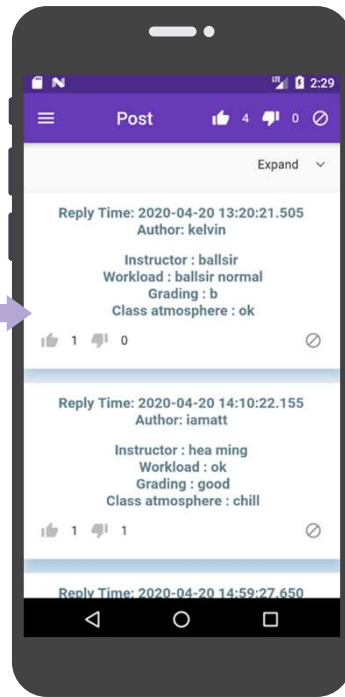 LTE 2:29
Post 4 0
Expand
Reply Time: 2020-04-20 13:20:21.505
Author: kelvin
Instructor : ballsir
Workload : ballsir normal
Grading : b
Class atmosphere : ok
1 0
Reply Time: 2020-04-20 14:10:22.155
Author: iamatt
Instructor : hea ming
Workload : ok
Grading : good
Class atmosphere : chill
1 1
Reply Time: 2020-04-20 14:59:27.650